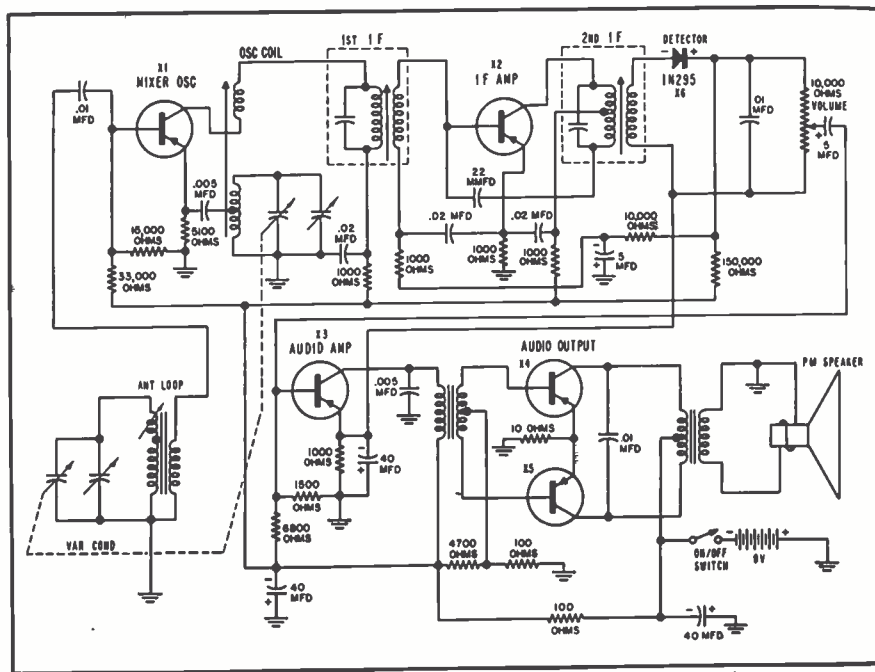 X1
MIXER OSC
OSC COIL
1ST 1 F
X2
1F AMP
2ND 1 F
DETECTOR
- +
1N295
X6
.01
MFD
.005
MFD
5100
OHMS
15,000
OHMS
33,000
OHMS
.02
MFD
1000
OHMS
22
MMFD
.02 MFD
.02 MFD
1000
OHMS
1000
OHMS
1000
OHMS
-
+
5
MFD
10,000
OHMS
150,000
OHMS
01
MFD
10,000
OHMS
VOLUME
+
5
MFD
ANT LOOP
VAR COND
X3
AUDIO AMP
.005
MFD
1000
OHMS
-
+
40
MFD
1500
OHMS
6800
OHMS
-
+
40
MFD
AUDIO OUTPUT
X4
10 OHMS
X5
.01
MFD
4700
OHMS
100
OHMS
100
OHMS
PM SPEAKER
ON/OFF
SWITCH
- +
9V
- +
40 MFD